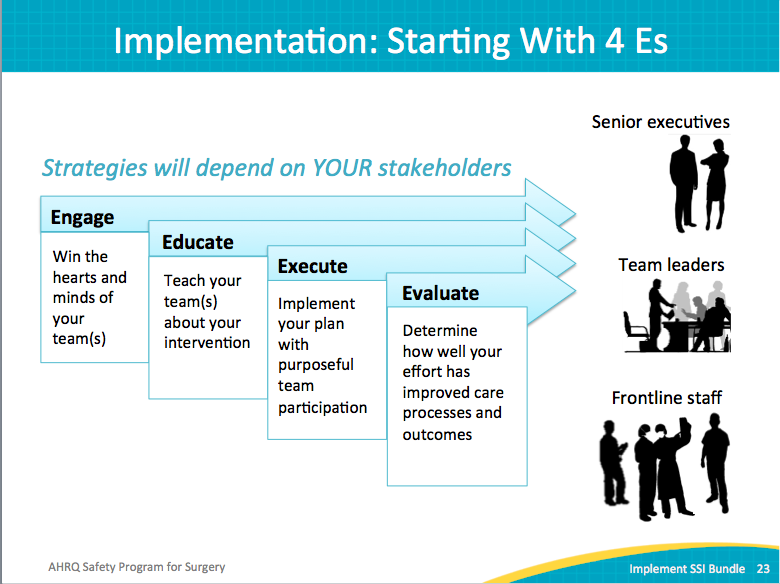 Implementation: Starting With 4 Es
Strategies will depend on YOUR stakeholders
Engage
Win the
hearts and
minds of
your
team(s)
Educate
Teach your
team(s)
about your
intervention
Execute
Implement
your plan
with
purposeful
team
participation
Evaluate
Determine
how well your
effort has
improved care
processes and
outcomes
Senior executives
Team leaders
Frontline staff
AHRQ Safety Program for Surgery
Implement SSI Bundle 23